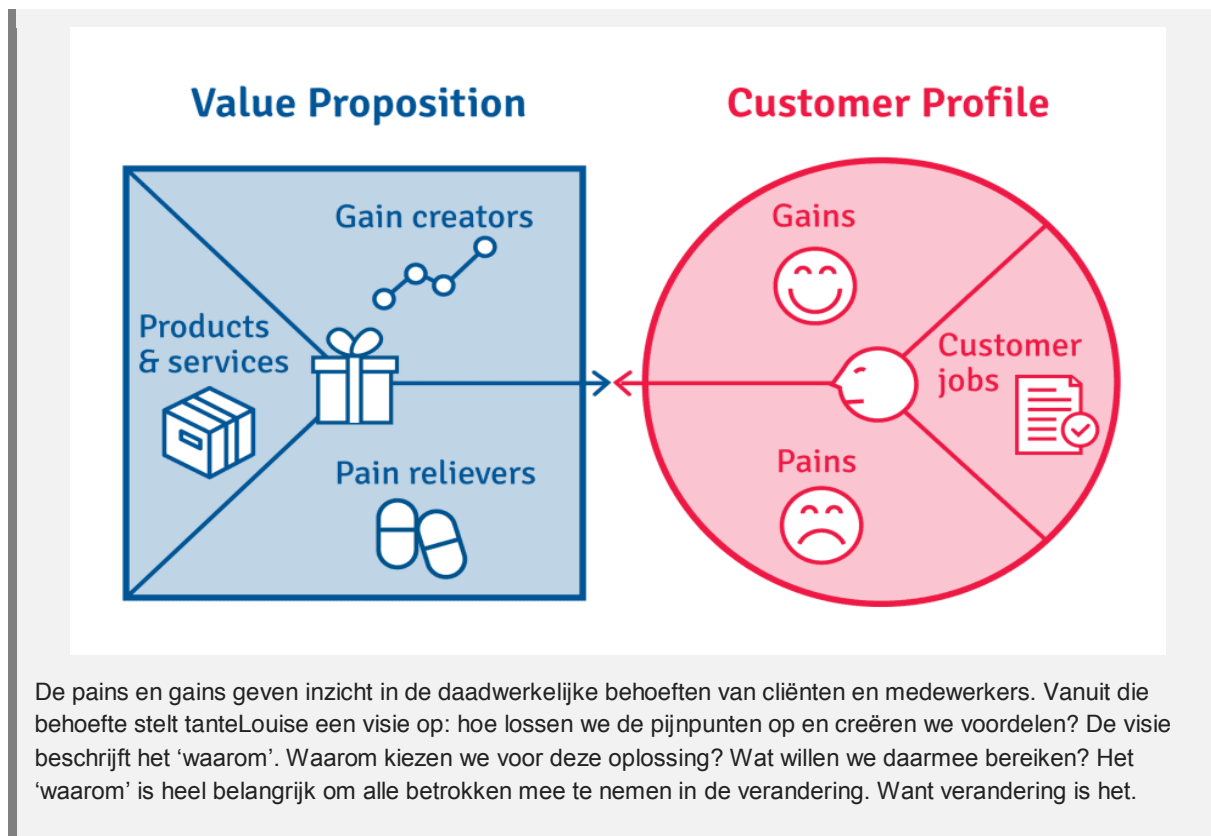 Value Proposition
Customer Profile
Gain creators
Products
& services
Pain relievers
Gains
Customer
jobs
Pains
De pains en gains geven inzicht in de daadwerkelijke behoeften van cliënten en medewerkers. Vanuit die
behoefte stelt tanteLouise een visie op: hoe lossen we de pijnpunten op en creëren we voordelen? De visie
beschrijft het ‘waarom’. Waarom kiezen we voor deze oplossing? Wat willen we daarmee bereiken? Het
‘waarom’ is heel belangrijk om alle betrokken mee te nemen in de verandering. Want verandering is het.